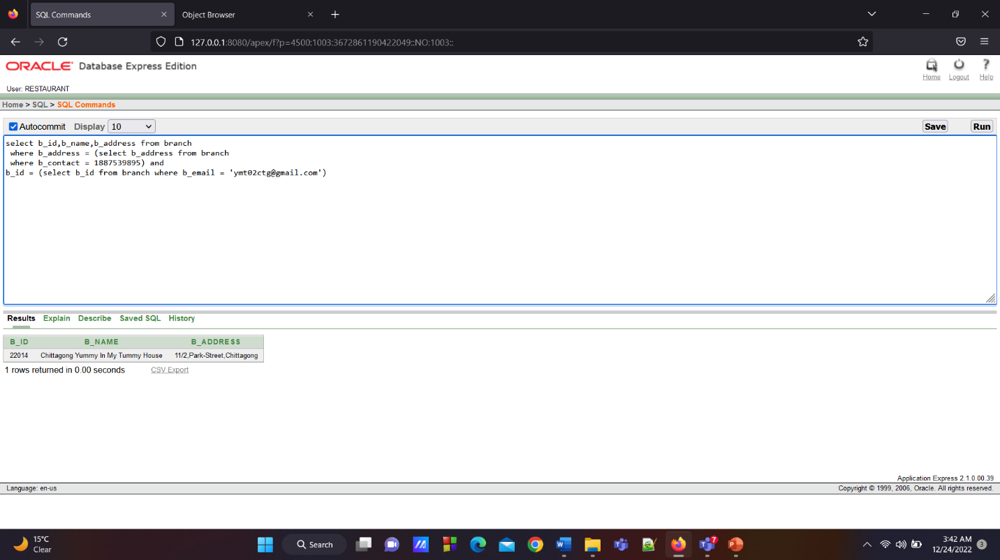 SQL Commands
Object Browser
127.0.0.1:8080/apex/f?p=4500:1003:3672861190422049::NO:1003::
ORACLE Database Express Edition
Home Logout Help
User: RESTAURANT
Home > SQL > SQL Commands
Autocommit Display 10 Save Run
select b_id,b_name,b_address from branch
where b_address = (select b_address from branch
where b_contact = 1887539895) and
b_id = (select b_id from branch where b_email = 'ymt02ctg@gmail.com')
Results Explain Describe Saved SQL History
B_ID B_NAME B_ADDRESS
22014 Chittagong Yummy In My Tummy House 11/2,Park-Street,Chittagong
1 rows returned in 0.00 seconds CSV Export
Application Express 2.1.0.00.39
Language: en-us Copyright © 1999, 2006, Oracle. All rights reserved.
15°C
Clear
Search
7
3:42 AM
12/24/2022
3